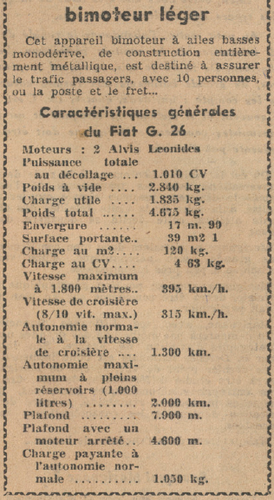 bimoteur léger
Cet appareil bimoteur à ailes basses
monodérive, de construction entière-
ment métallique, est destiné à assurer
le trafic passagers, avec 10 personnes,
ou la poste et le fret...
Caractéristiques générales
du Fiat G. 26
Moteurs : 2 Alvis Leonides
Puissance totale
au décollage ... 1.010 CV
Poids à vide .... 2.840 kg.
Charge utile .... 1.835 kg.
Poids total ...... 4.675 kg.
Envergure ...... 17 m. 90
Surface portante.. 39 m2 1
Charge au m2.... 120 kg.
Charge au CV.... 4 63 kg.
Vitesse maximum
à 1.800 mètres.. 395 km./h.
Vitesse de croisière
(8/10 vit. max.) 315 km./h.
Autonomie norma-
le à la vitesse
de croisière .... 1.300 km.
Autonomie maxi-
mum à pleins
réservoirs (1.000
litres) ......... 2.000 km.
Plafond ........ 7.900 m.
Plafond avec un
moteur arrêté.. 4.600 m.
Charge payante à
l'autonomie nor-
male .......... 1.050 kg.